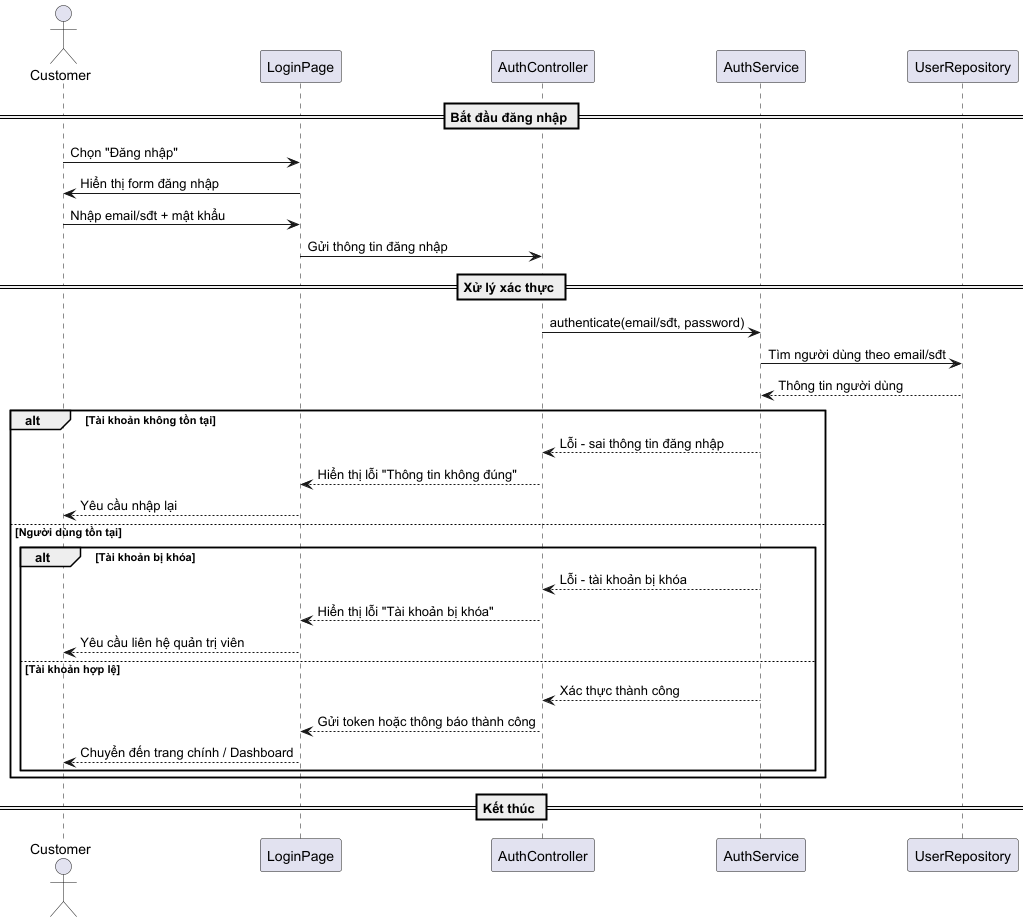 Customer
LoginPage
AuthController
AuthService
UserRepository
Bắt đầu đăng nhập
Chọn "Đăng nhập"
Hiển thị form đăng nhập
Nhập email/sđt + mật khẩu
Gửi thông tin đăng nhập
Xử lý xác thực
authenticate(email/sđt, password)
Tìm người dùng theo email/sđt
Thông tin người dùng
alt [Tài khoản không tồn tại]
Lỗi - sai thông tin đăng nhập
Hiển thị lỗi "Thông tin không đúng"
Yêu cầu nhập lại
[Người dùng tồn tại]
alt [Tài khoản bị khóa]
Lỗi - tài khoản bị khóa
Hiển thị lỗi "Tài khoản bị khóa"
Yêu cầu liên hệ quản trị viên
[Tài khoản hợp lệ]
Xác thực thành công
Gửi token hoặc thông báo thành công
Chuyển đến trang chính / Dashboard
Kết thúc
Customer
LoginPage
AuthController
AuthService
UserRepository